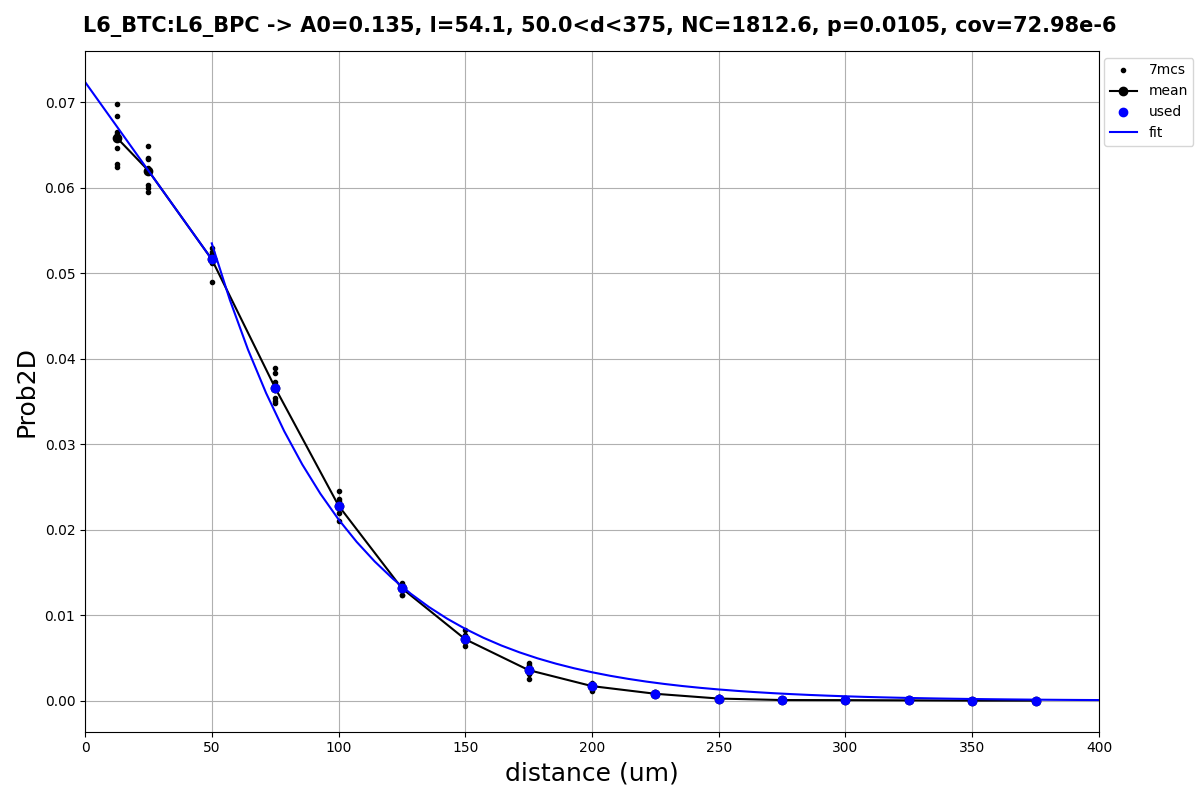 L6_BTC:L6_BPC -> A0=0.135, l=54.1, 50.0<d<375, NC=1812.6, p=0.0105, cov=72.98e-6
7mcs
mean
used
fit
Prob2D
0.07
0.06
0.05
0.04
0.03
0.02
0.01
0.00
0 50 100 150 200 250 300 350 400
distance (um)